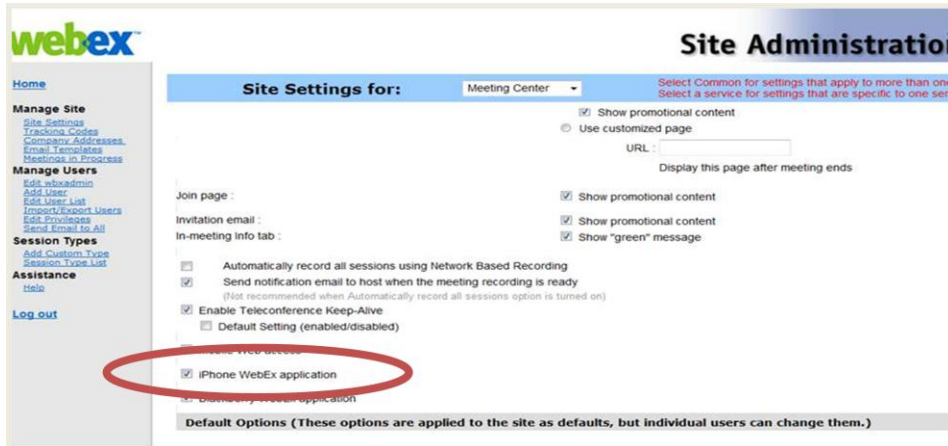 webex
Site Administration
Home
Manage Site
Site Settings
Tracking Codes
Company Addresses
Email Templates
Meetings in Progress
Manage Users
Edit wbxadmin
Add User
Edit User List
Import/Export Users
Edit Privileges
Send Email to All
Session Types
Add Custom Type
Session Type List
Assistance
Help
Log out
Site Settings for: Meeting Center
Select Common for settings that apply to more than one
Select a service for settings that are specific to one
Show promotional content
Use customized page
URL :
Display this page after meeting ends
Join page : Show promotional content
Invitation email : Show promotional content
In-meeting Info tab : Show "green" message
Automatically record all sessions using Network Based Recording
Send notification email to host when the meeting recording is ready
(Not recommended when Automatically record all sessions option is turned on)
Enable Teleconference Keep-Alive
Default Setting (enabled/disabled)
Mobile Web access
iPhone WebEx application
BlackBerry WebEx application
Default Options (These options are applied to the site as defaults, but individual users can change them.)